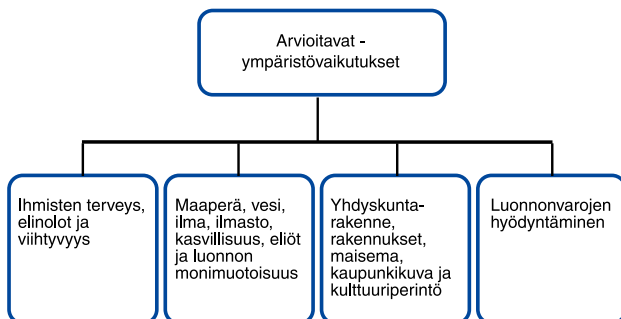 Arvioitavat -
ympäristövaikutukset
Ihmisten terveys,
elinolot ja
viihtyvyys
Maaperä, vesi,
ilma, ilmasto,
kasvillisuus, eliöt
ja luonnon
monimuotoisuus
Yhdyskunta-
rakenne,
rakennukset,
maisema,
kaupunkikuva ja
kulttuuriperintö
Luonnonvarojen
hyödyntäminen